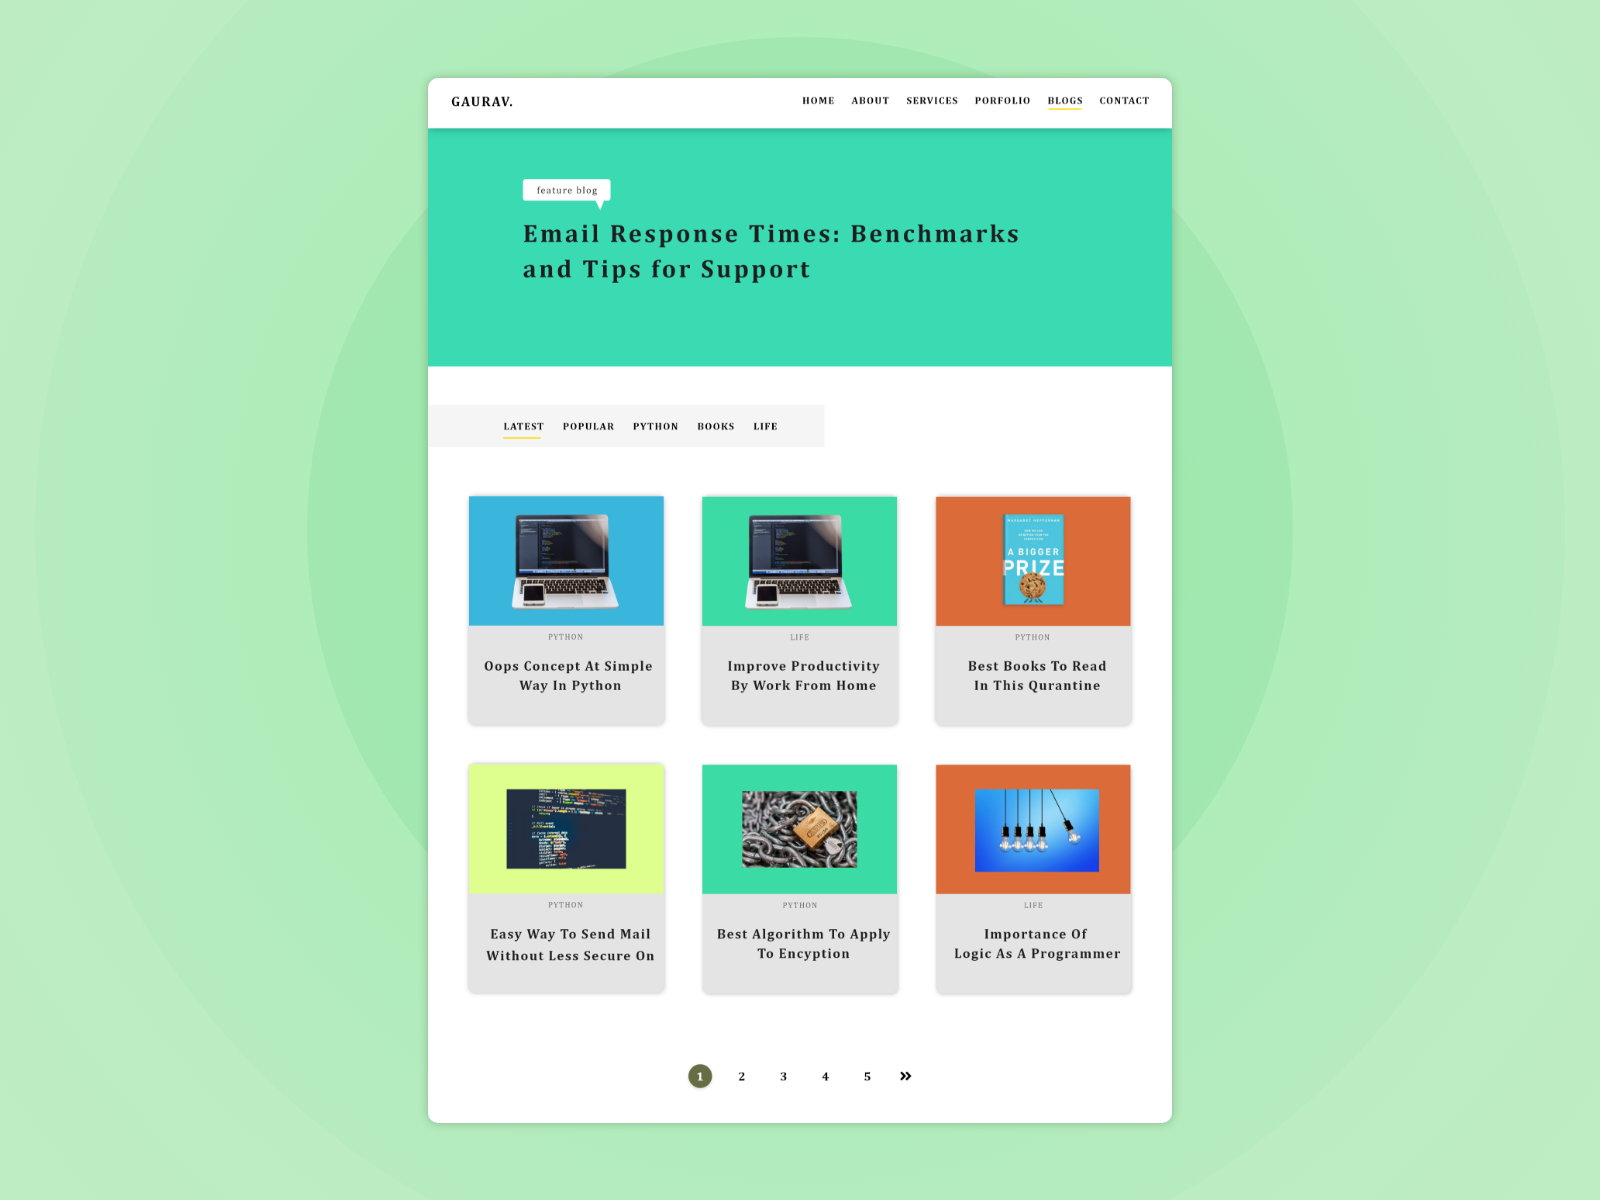 GAURAV.
HOME ABOUT SERVICES PORFOLIO BLOGS CONTACT
feature blog
Email Response Times: Benchmarks
and Tips for Support
LATEST POPULAR PYTHON BOOKS LIFE
PYTHON
Oops Concept At Simple
Way In Python
LIFE
Improve Productivity
By Work From Home
MARGARET HEFFERNAN
A BIGGER
PRIZE
PYTHON
Best Books To Read
In This Qurantine
PYTHON
Easy Way To Send Mail
Without Less Secure On
PYTHON
Best Algorithm To Apply
To Encyption
LIFE
Importance Of
Logic As A Programmer
1 2 3 4 5 »